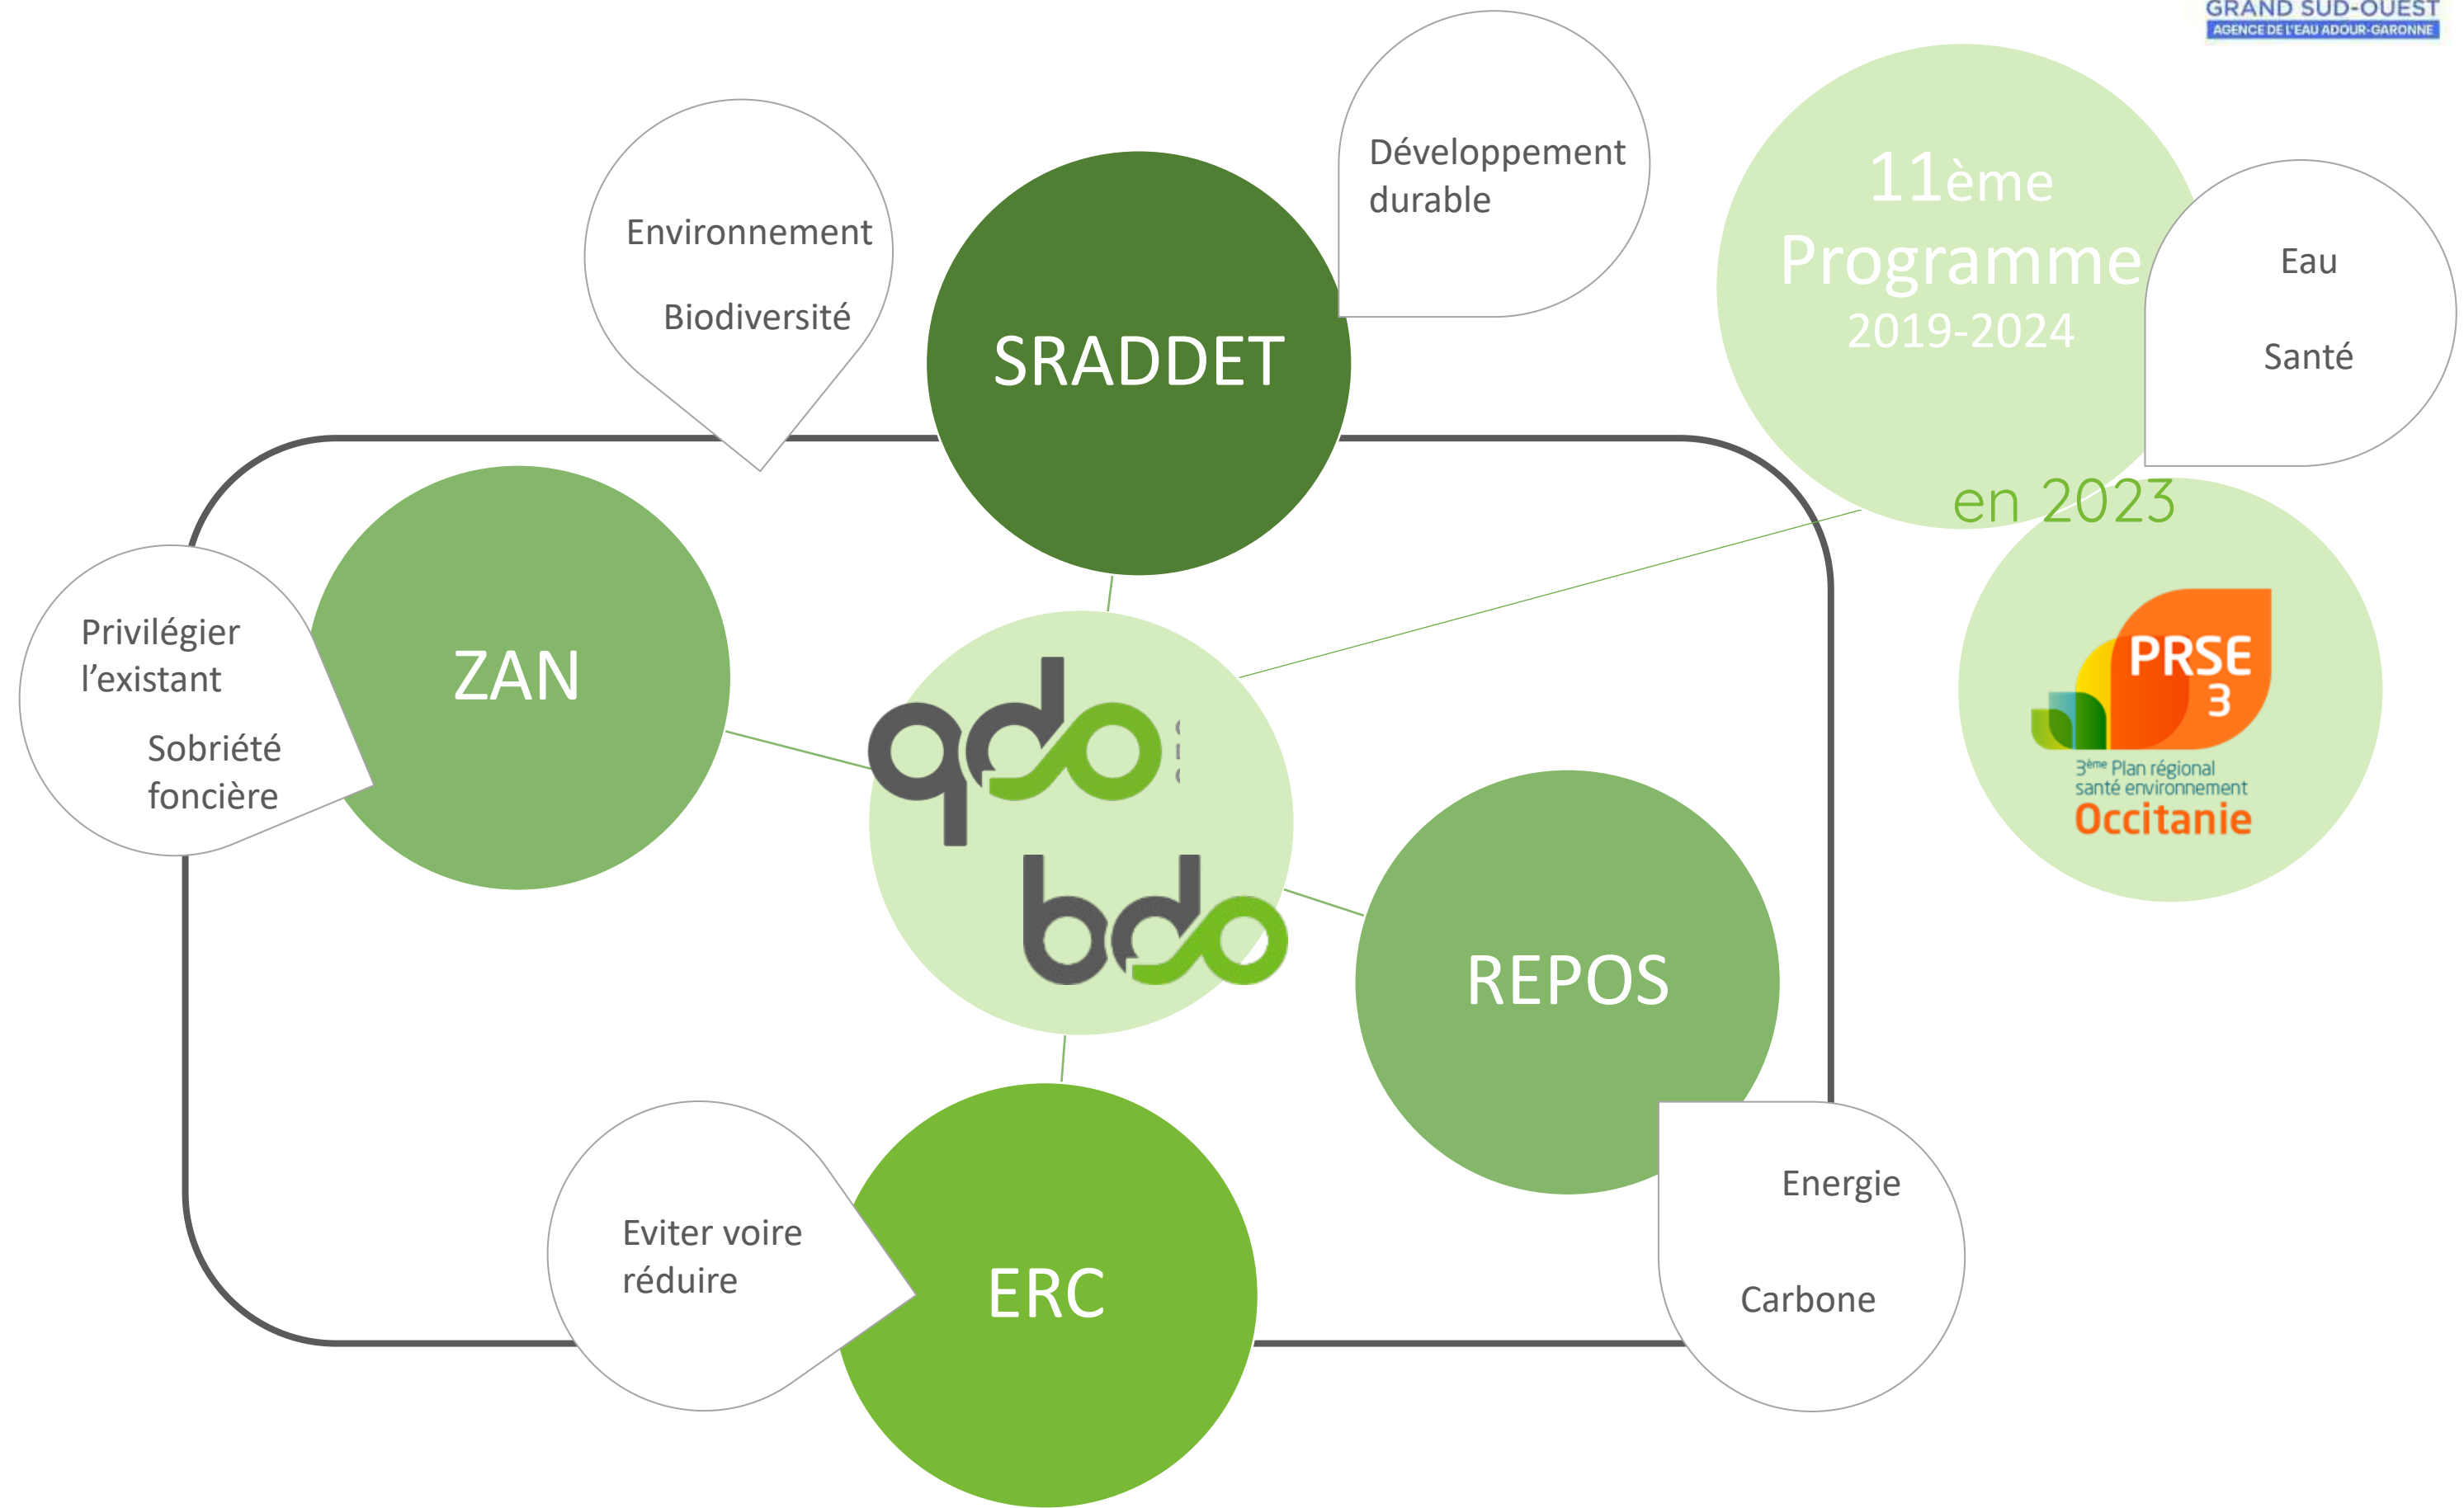 GRAND SUD-OUEST
AGENCE DE L'EAU ADOUR-GARONNE
Développement
durable
Environnement
Biodiversité
SRADDET
11ème
Programme
2019-2024
Eau
Santé
en 2023
ZAN
Privilégier
l’existant
Sobriété
foncière
qdo
bdo
PRSE
3
3ème Plan régional
santé environnement
Occitanie
REPOS
Energie
Carbone
Eviter voire
réduire
ERC